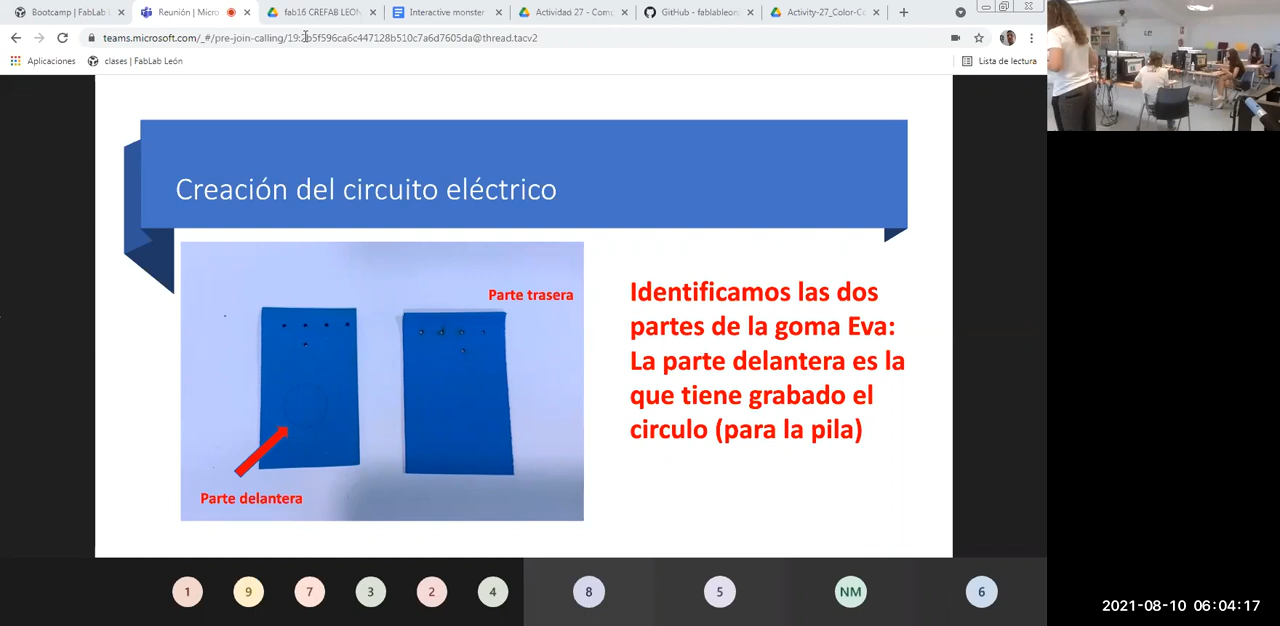 Bootcamp | FabLab
Reunión | Micro
fab16 CREFAB LEÓN
Interactive monster
Actividad 27 - Com
GitHub - fablableon
Activity-27_Color-Co
teams.microsoft.com/_#/pre-join-calling/19:2b5f596ca6c447128b510c7a6d7605da@thread.tacv2
Aplicaciones
clases | FabLab León
Lista de lectura
Creación del circuito eléctrico
Parte trasera
Parte delantera
Identificamos las dos
partes de la goma Eva:
La parte delantera es la
que tiene grabado el
circulo (para la pila)
1
9
7
3
2
4
8
5
NM
6
2021-08-10 06:04:17